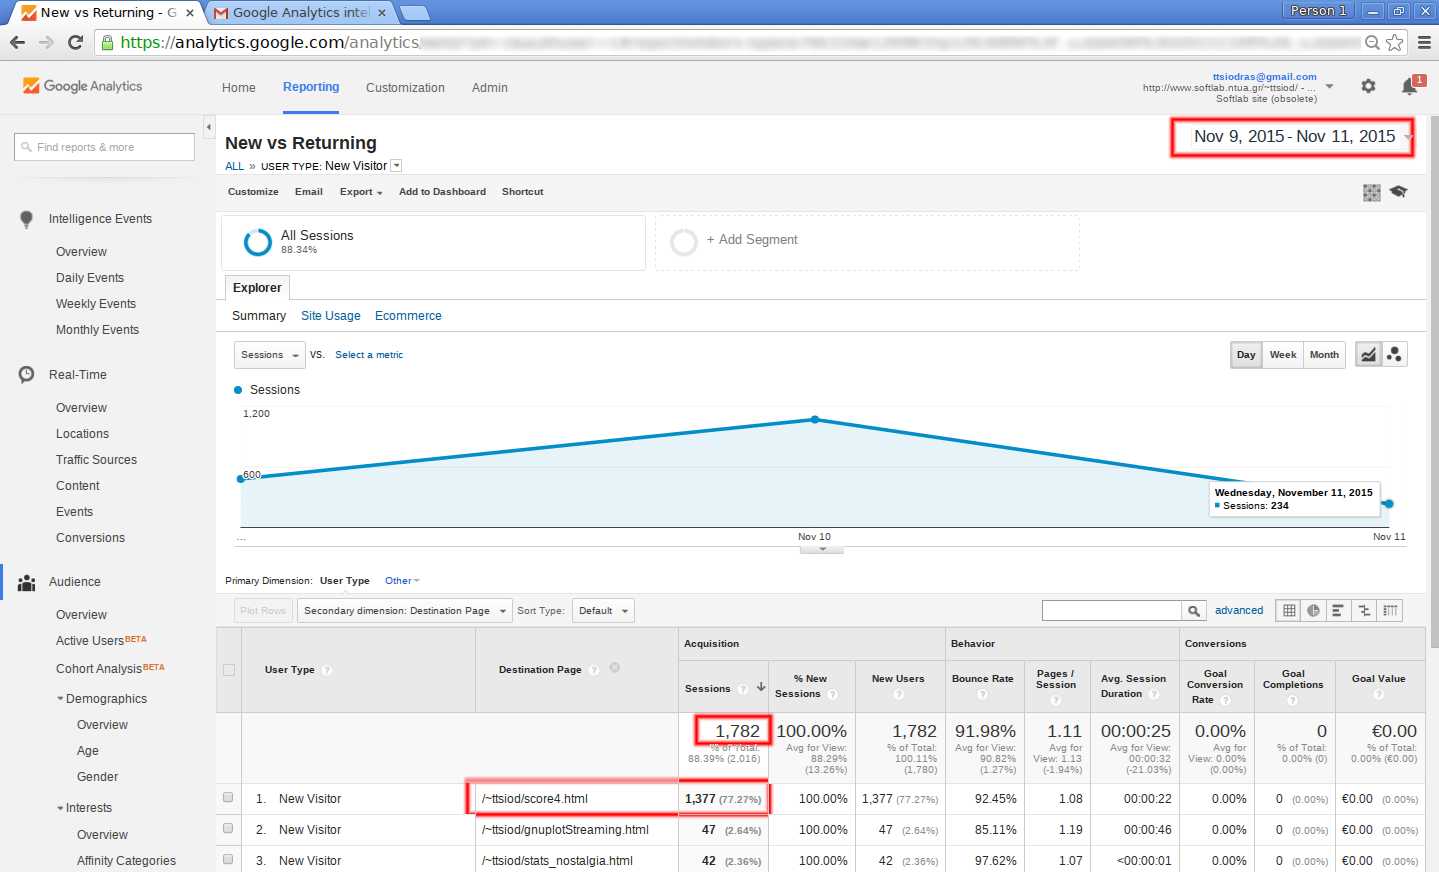 New vs Returning - G
Google Analytics intel
Person 1
https://analytics.google.com/analytics
Google Analytics
Home
Reporting
Customization
Admin
ttsiodras@gmail.com
http://www.softlab.ntua.gr/~ttsiod/ - ...
Softlab site (obsolete)
1
Find reports & more
Intelligence Events
Overview
Daily Events
Weekly Events
Monthly Events
Real-Time
Overview
Locations
Traffic Sources
Content
Events
Conversions
Audience
Overview
Active Users BETA
Cohort Analysis BETA
Demographics
Overview
Age
Gender
Interests
Overview
Affinity Categories
New vs Returning
Nov 9, 2015 - Nov 11, 2015
ALL » USER TYPE: New Visitor
Customize Email Export Add to Dashboard Shortcut
All Sessions
88.34%
+ Add Segment
Explorer
Summary Site Usage Ecommerce
Sessions VS. Select a metric
Day Week Month
Sessions
1,200
600
Wednesday, November 11, 2015
Sessions: 234
... Nov 10 Nov 11
Primary Dimension: User Type Other
Plot Rows Secondary dimension: Destination Page Sort Type: Default advanced
Acquisition Behavior Conversions
User Type ? Destination Page ? Sessions ? % New Sessions ? New Users ? Bounce Rate ? Pages / Session ? Avg. Session Duration ? Goal Conversion Rate ? Goal Completions ? Goal Value ?
1,782 100.00% 1,782 91.98% 1.11 00:00:25 0.00% 0 €0.00
% of Total: 88.39% (2,016) Avg for View: 88.29% (13.26%) % of Total: 100.11% (1,780) Avg for View: 90.82% (1.27%) Avg for View: 1.13 (-1.94%) Avg for View: 00:00:32 (-21.03%) Avg for View: 0.00% (0.00%) % of Total: 0.00% (0) % of Total: 0.00% (€0.00)
1. New Visitor /~ttsiod/score4.html 1,377 (77.27%) 100.00% 1,377 (77.27%) 92.45% 1.08 00:00:22 0.00% 0 (0.00%) €0.00 (0.00%)
2. New Visitor /~ttsiod/gnuplotStreaming.html 47 (2.64%) 100.00% 47 (2.64%) 85.11% 1.19 00:00:46 0.00% 0 (0.00%) €0.00 (0.00%)
3. New Visitor /~ttsiod/stats_nostalgia.html 42 (2.36%) 100.00% 42 (2.36%) 97.62% 1.07 <00:00:01 0.00% 0 (0.00%) €0.00 (0.00%)